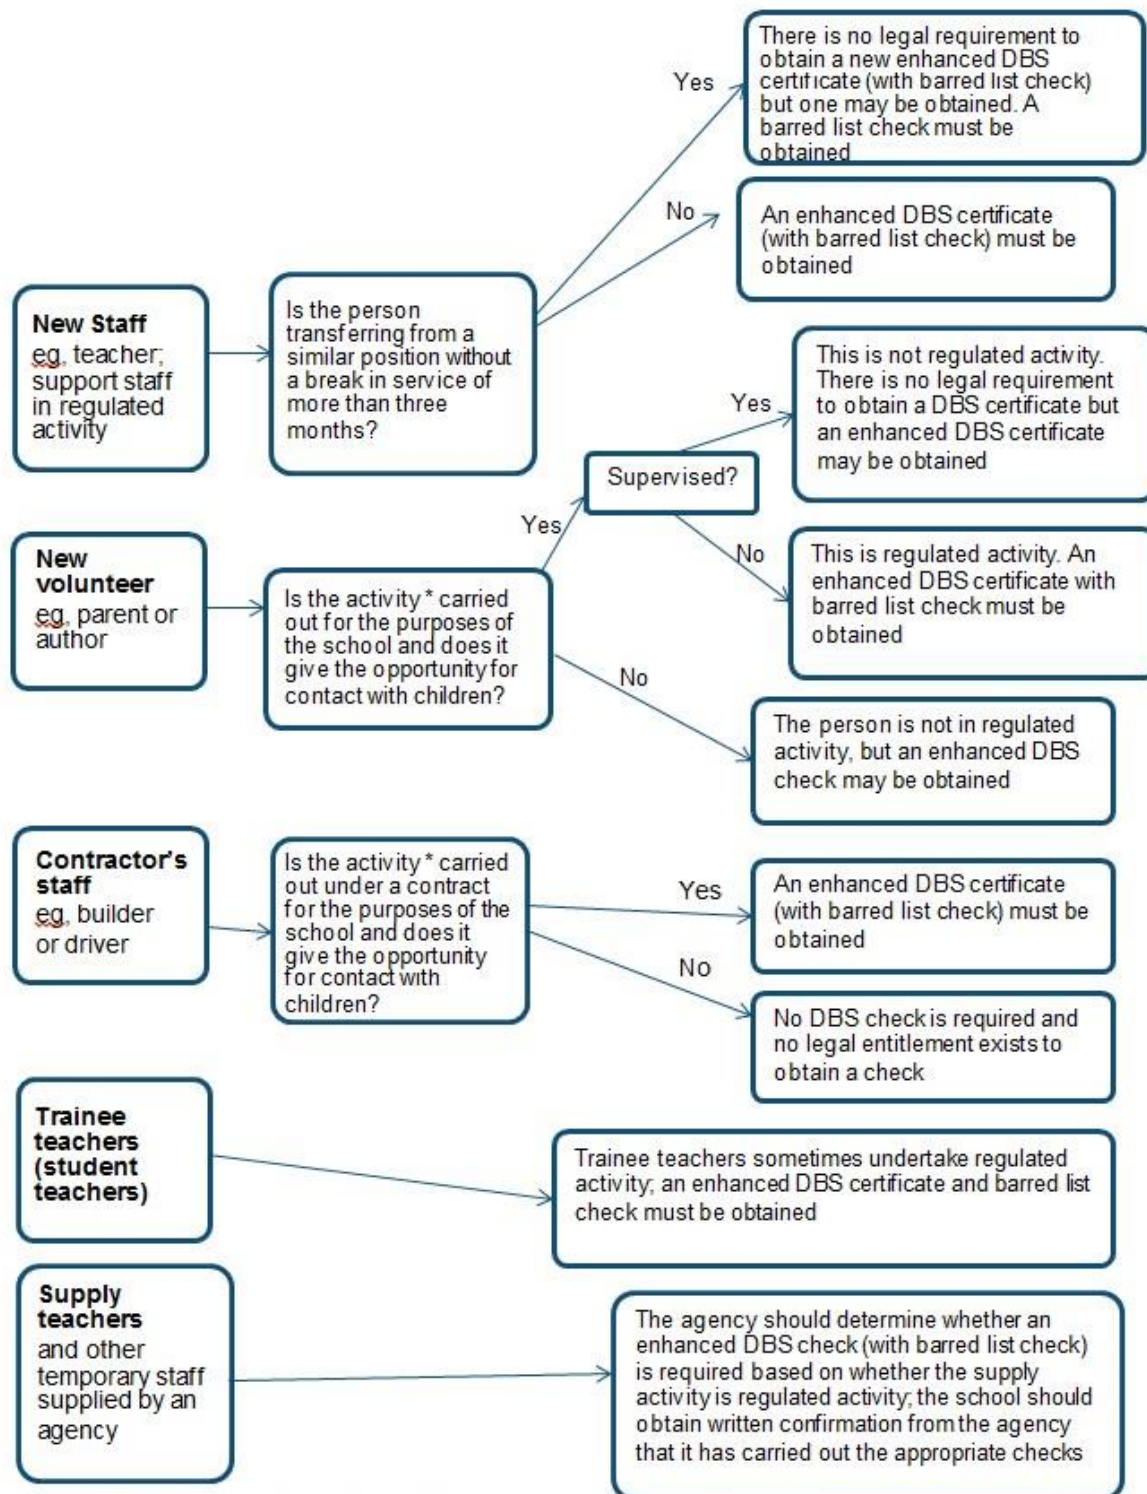 There is no legal requirement to
obtain a new enhanced DBS
certificate (with barred list check)
but one may be obtained. A
barred list check must be
obtained
Yes
No
An enhanced DBS certificate
(with barred list check) must be
obtained
New Staff
eg, teacher;
support staff
in regulated
activity
Is the person
transferring from a
similar position without
a break in service of
more than three
months?
This is not regulated activity.
There is no legal requirement
to obtain a DBS certificate but
an enhanced DBS certificate
may be obtained
Yes
Supervised?
Yes
No
This is regulated activity. An
enhanced DBS certificate with
barred list check must be
obtained
New
volunteer
eg, parent or
author
Is the activity * carried
out for the purposes of
the school and does it
give the opportunity for
contact with children?
No
The person is not in regulated
activity, but an enhanced DBS
check may be obtained
Contractor's
staff
eg, builder
or driver
Is the activity * carried
out under a contract
for the purposes of the
school and does it
give the opportunity
for contact with
children?
Yes
An enhanced DBS certificate
(with barred list check) must be
obtained
No
No DBS check is required and
no legal entitlement exists to
obtain a check
Trainee
teachers
(student
teachers)
Trainee teachers sometimes undertake regulated
activity; an enhanced DBS certificate and barred list
check must be obtained
Supply
teachers
and other
temporary staff
supplied by an
agency
The agency should determine whether an
enhanced DBS check (with barred list check)
is required based on whether the supply
activity is regulated activity; the school should
obtain written confirmation from the agency
that it has carried out the appropriate checks